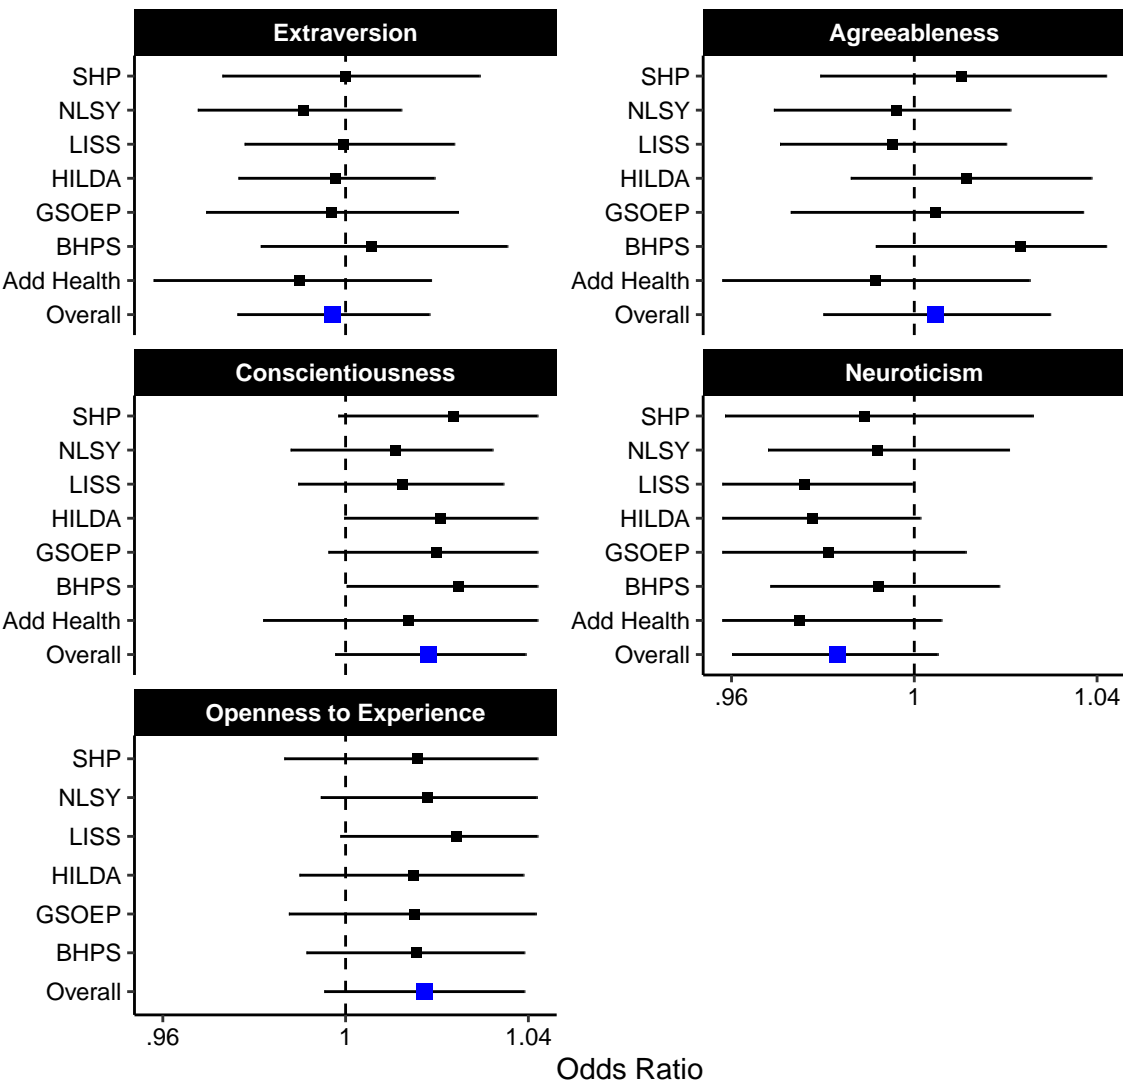 Extraversion
SHP
NLSY
LISS
HILDA
GSOEP
BHPS
Add Health
Overall
Agreeableness
SHP
NLSY
LISS
HILDA
GSOEP
BHPS
Add Health
Overall
Conscientiousness
SHP
NLSY
LISS
HILDA
GSOEP
BHPS
Add Health
Overall
Neuroticism
SHP
NLSY
LISS
HILDA
GSOEP
BHPS
Add Health
Overall
.96 1 1.04
Openness to Experience
SHP
NLSY
LISS
HILDA
GSOEP
BHPS
Overall
.96 1 1.04
Odds Ratio